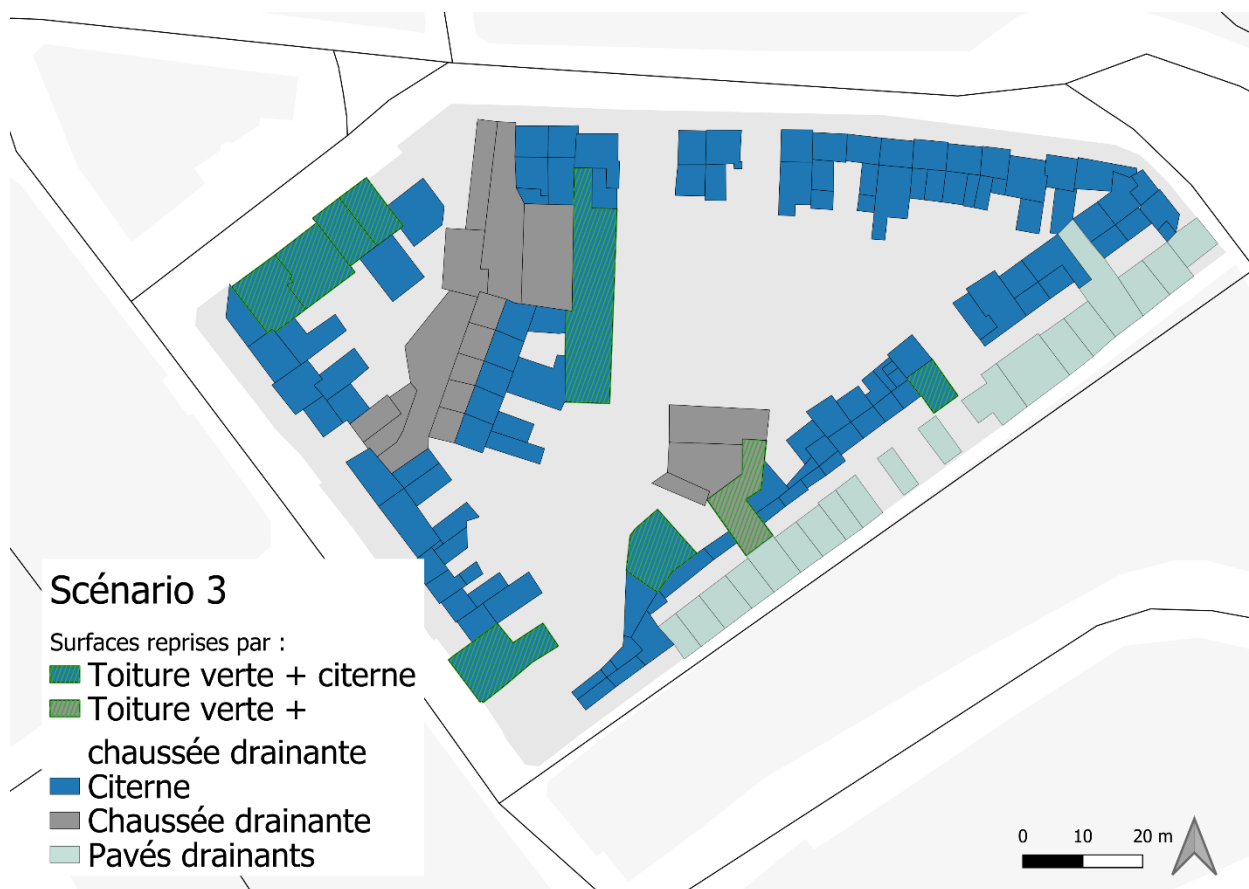 Scénario 3
Surfaces reprises par :
Toiture verte + citerne
Toiture verte +
chaussée drainante
Citerne
Chaussée drainante
Pavés drainants
0 10 20 m